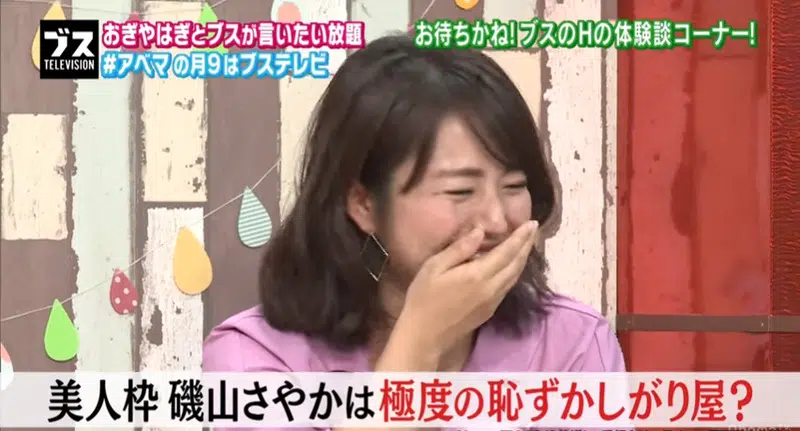 ブス
TELEVISION
おぎやはぎとブスが言いたい放題
#アベマの月9はブステレビ
お待ちかね!ブスのHの体験談コーナー!
美人枠 磯山さやかは極度の恥ずかしがり屋?